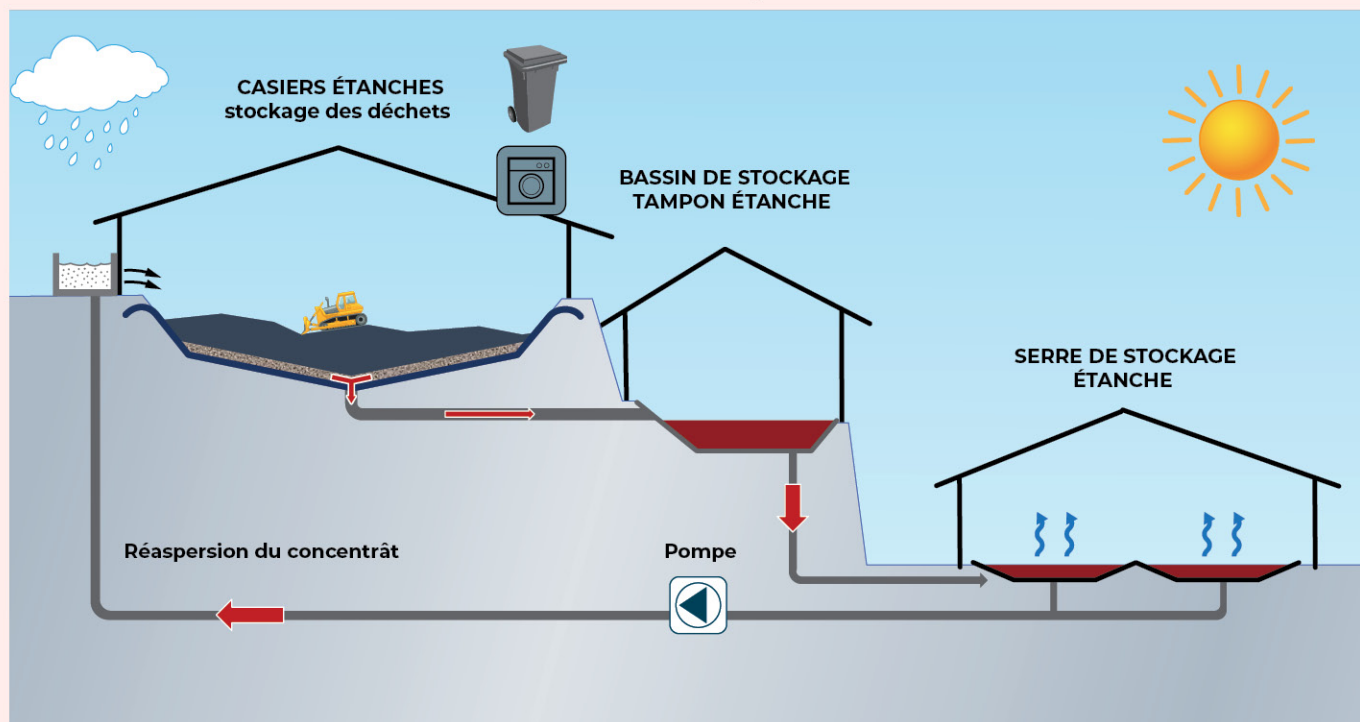 CASIERS ÉTANCHES
stockage des déchets
BASSIN DE STOCKAGE
TAMPON ÉTANCHE
SERRE DE STOCKAGE
ÉTANCHE
Réaspersion du concentrât
Pompe